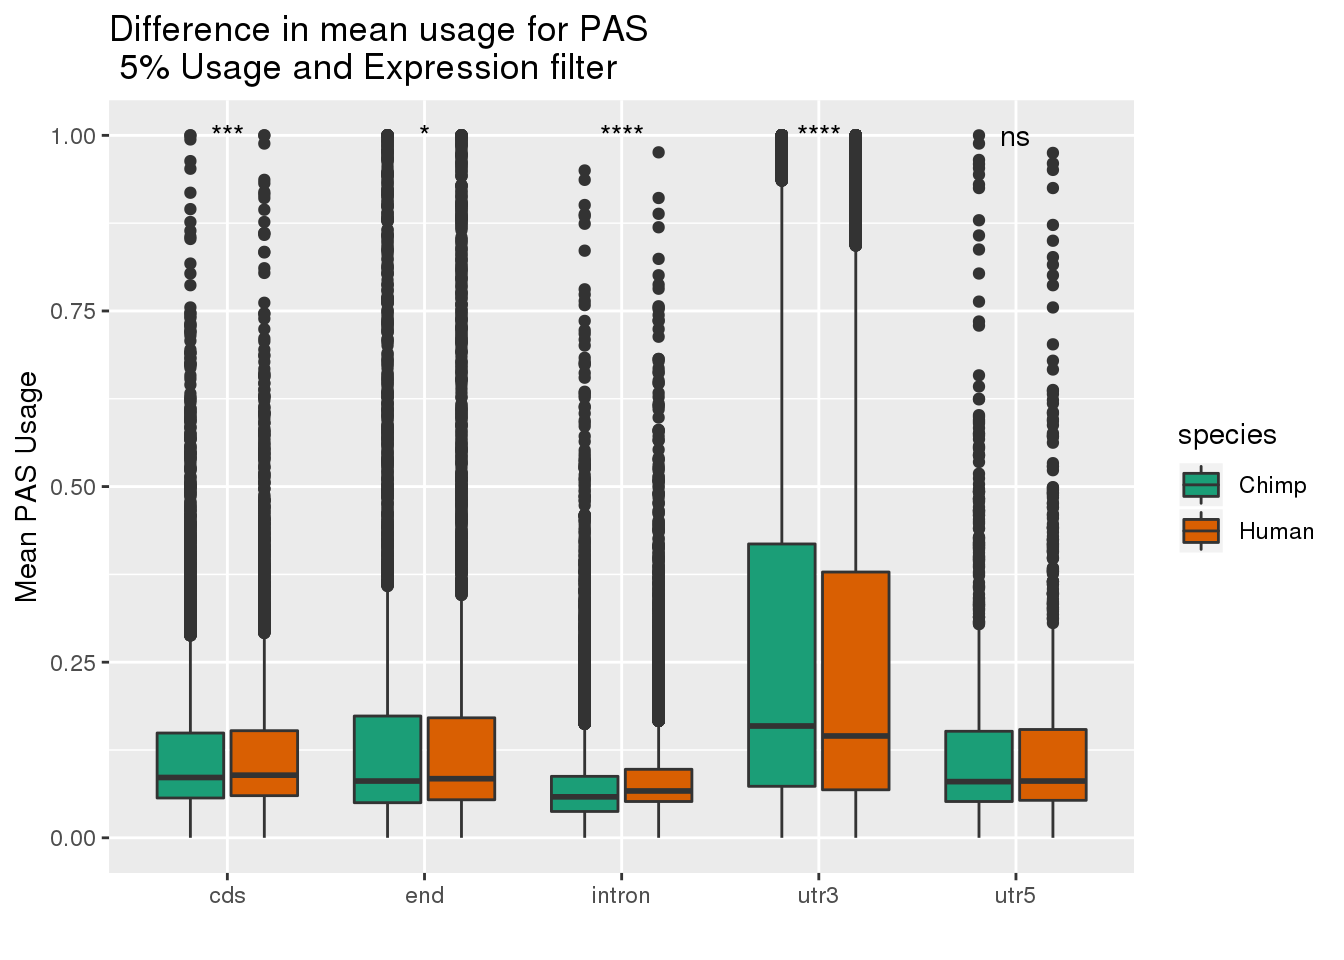 Difference in mean usage for PAS
5% Usage and Expression filter
Mean PAS Usage
1.00
0.75
0.50
0.25
0.00
***
*
****
****
ns
cds
end
intron
utr3
utr5
species
Chimp
Human